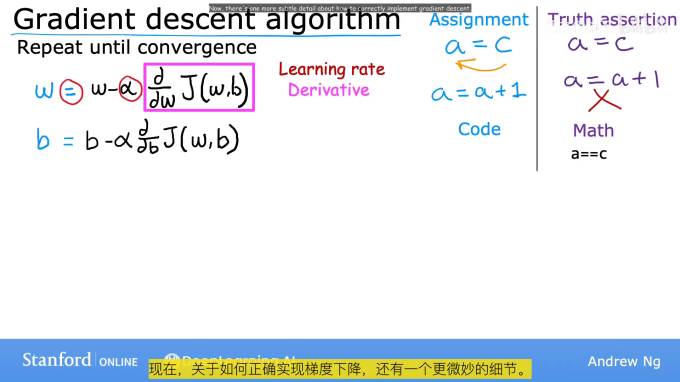 Now, there's one more subtle detail about how to correctly implement gradient descent.
Gradient descent algorithm
Repeat until convergence
w = w-α ∂/∂w J(w,b)
b = b-α ∂/∂b J(w,b)
Learning rate
Derivative
Assignment
a = c
a = a+1
Code
Truth assertion
a = c
a = a+1
Math
a==c
Stanford ONLINE
现在，关于如何正确实现梯度下降，还有一个更微妙的细节。
Andrew Ng